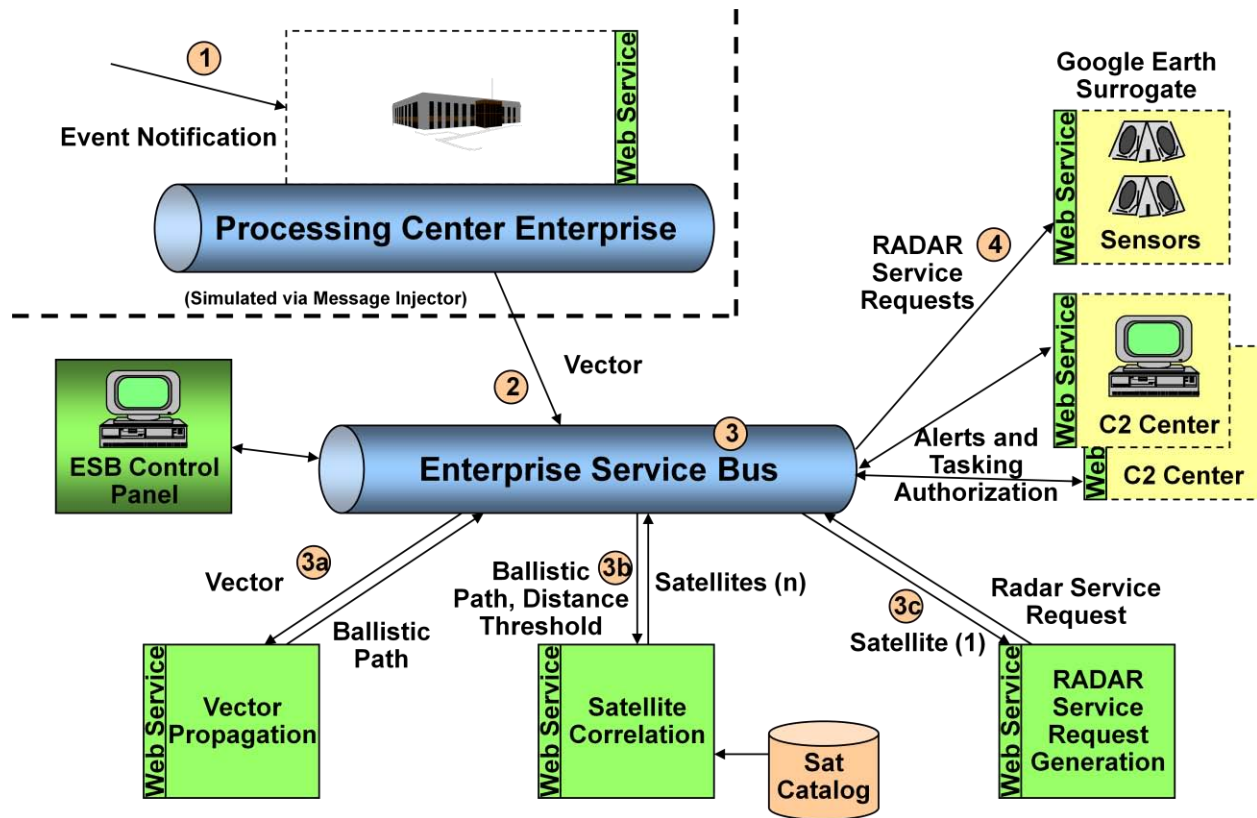 1
Event Notification
Web Service
Processing Center Enterprise
(Simulated via Message Injector)
Google Earth
Surrogate
Web Service
Sensors
RADAR
Service
Requests
4
2
Vector
Web Service
C2 Center
Web
C2 Center
Alerts and
Tasking
Authorization
ESB Control
Panel
3
Enterprise Service Bus
Vector
3a
Ballistic
Path
Ballistic
Path, Distance
Threshold
3b
Satellites (n)
3c
Satellite (1)
Radar Service
Request
Web Service
Vector
Propagation
Web Service
Satellite
Correlation
Sat
Catalog
Web Service
RADAR
Service
Request
Generation